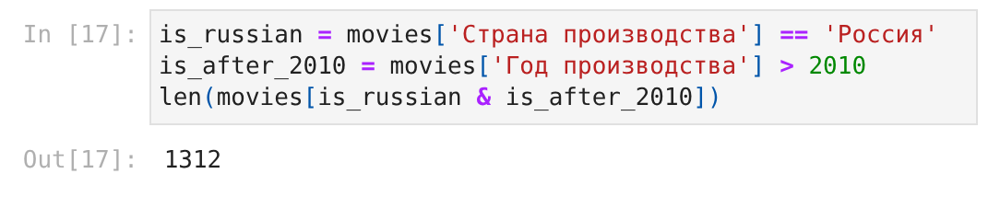 In [17]: is_russian = movies['Страна производства'] == 'Россия'
is_after_2010 = movies['Год производства'] > 2010
len(movies[is_russian & is_after_2010])
Out[17]: 1312